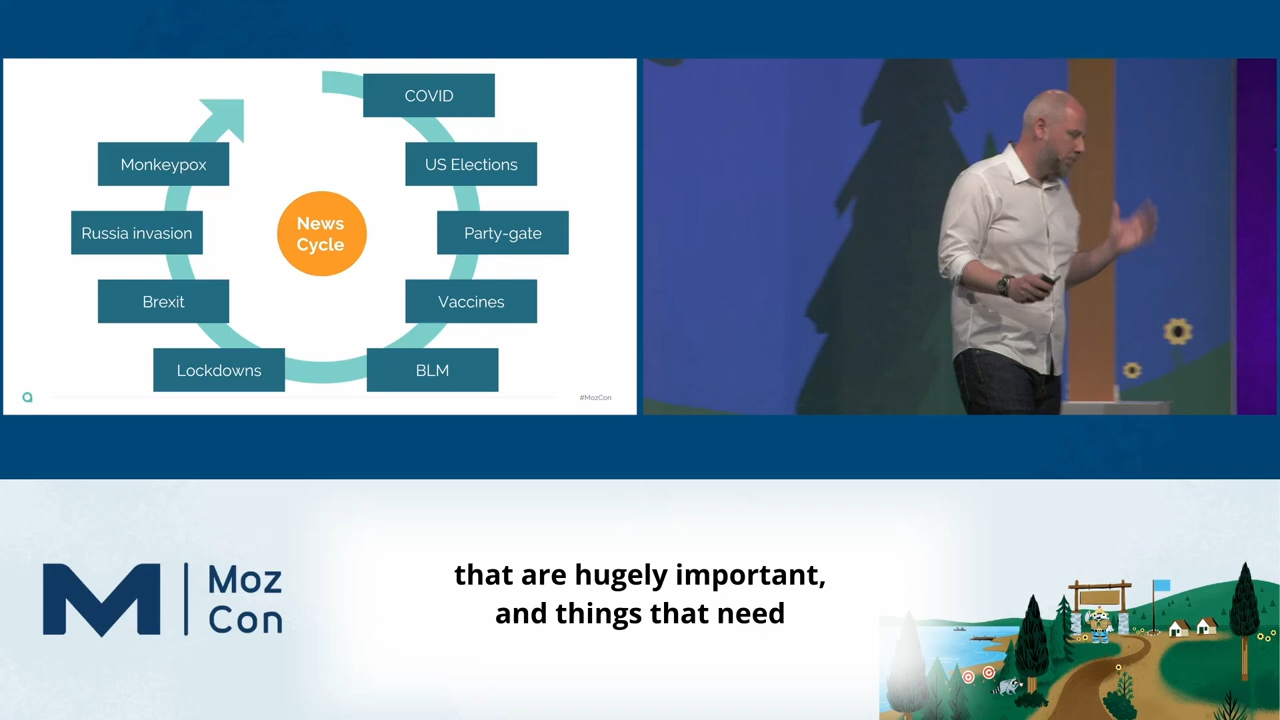 COVID
US Elections
Party-gate
Vaccines
BLM
Lockdowns
Brexit
Russia invasion
Monkeypox
News
Cycle
#MozCon
Moz
Con
that are hugely important,
and things that need